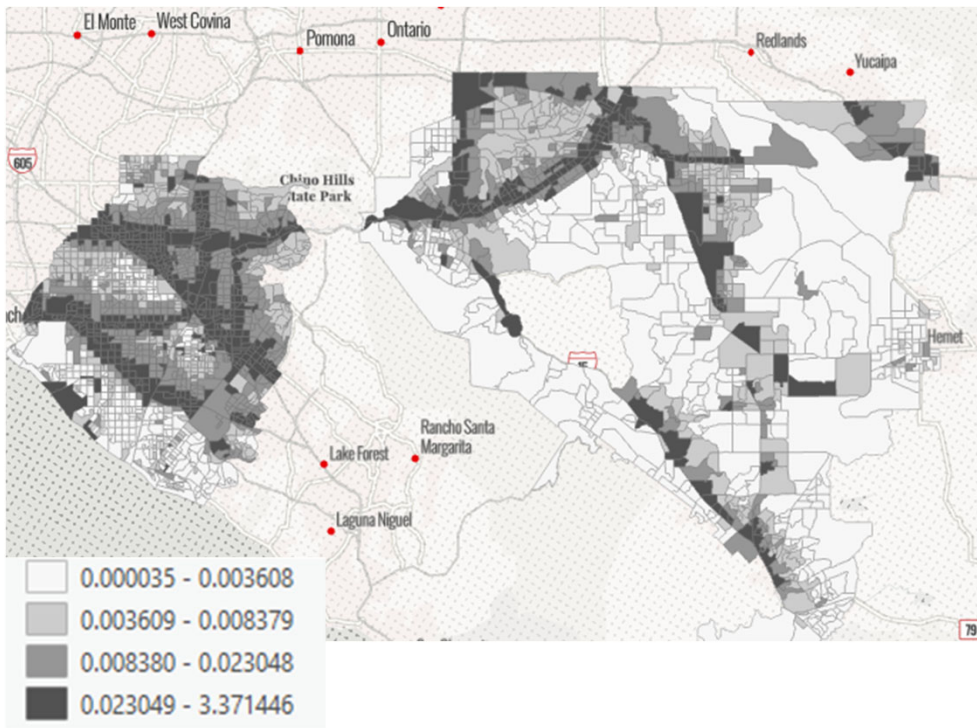 El Monte
West Covina
Pomona
Ontario
Redlands
Yucaipa
605
Chino Hills
State Park
Hemet
Rancho Santa
Margarita
Lake Forest
Laguna Niguel
79
0.000035 - 0.003608
0.003609 - 0.008379
0.008380 - 0.023048
0.023049 - 3.371446